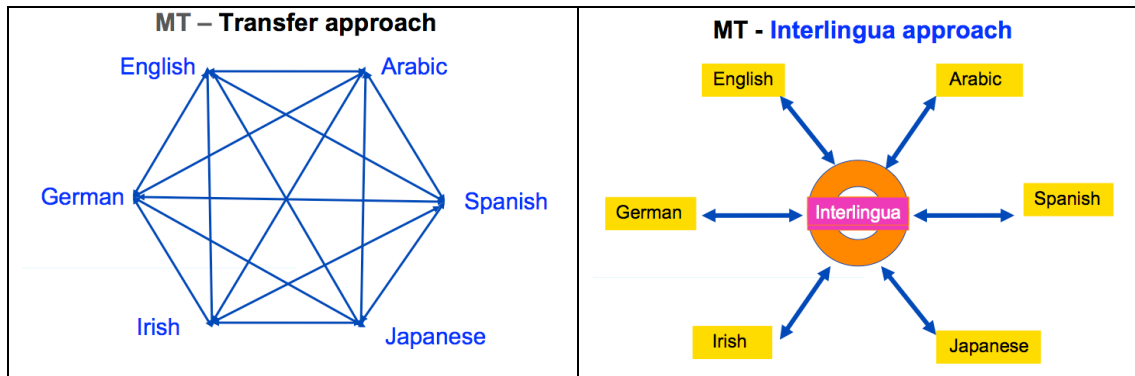 MT – Transfer approach
English
Arabic
German
Spanish
Irish
Japanese
MT - Interlingua approach
English
Arabic
German
Interlingua
Spanish
Irish
Japanese